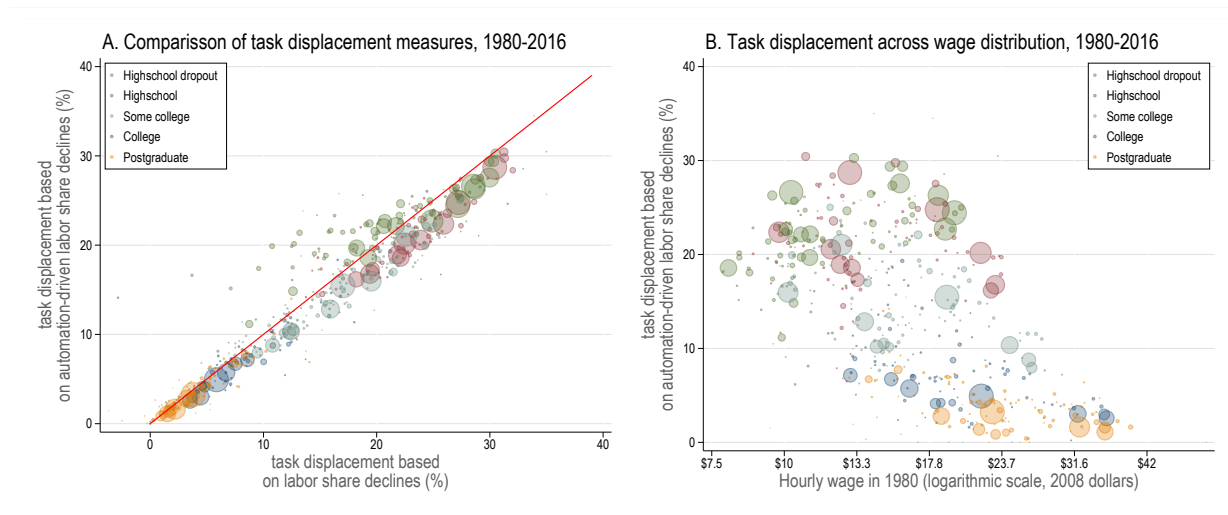 A. Comparisson of task displacement measures, 1980-2016
task displacement based
on automation-driven labor share declines (%)
40
30
20
10
0
Highschool dropout
Highschool
Some college
College
Postgraduate
0
10
20
30
40
task displacement based
on labor share declines (%)
B. Task displacement across wage distribution, 1980-2016
task displacement based
on automation-driven labor share declines (%)
40
30
20
10
0
Highschool dropout
Highschool
Some college
College
Postgraduate
$7.5
$10
$13.3
$17.8
$23.7
$31.6
$42
Hourly wage in 1980 (logarithmic scale, 2008 dollars)